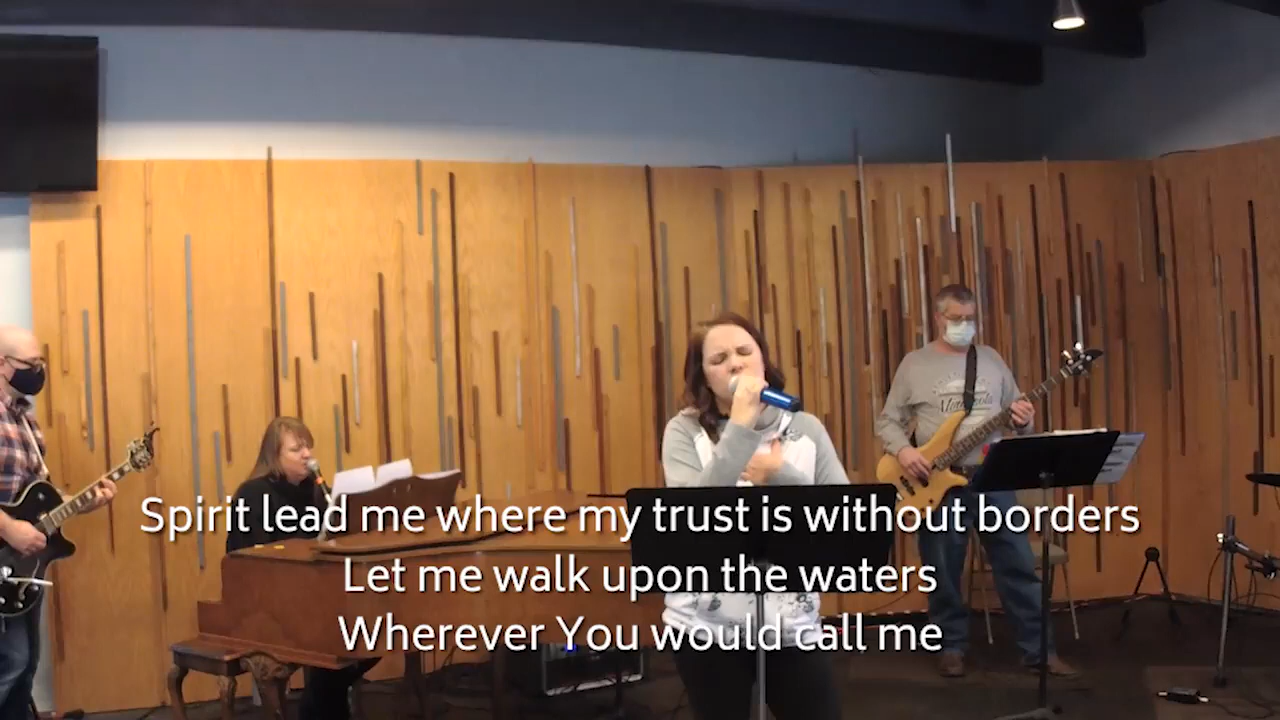 Spirit lead me where my trust is without borders
Let me walk upon the waters
Wherever You would call me